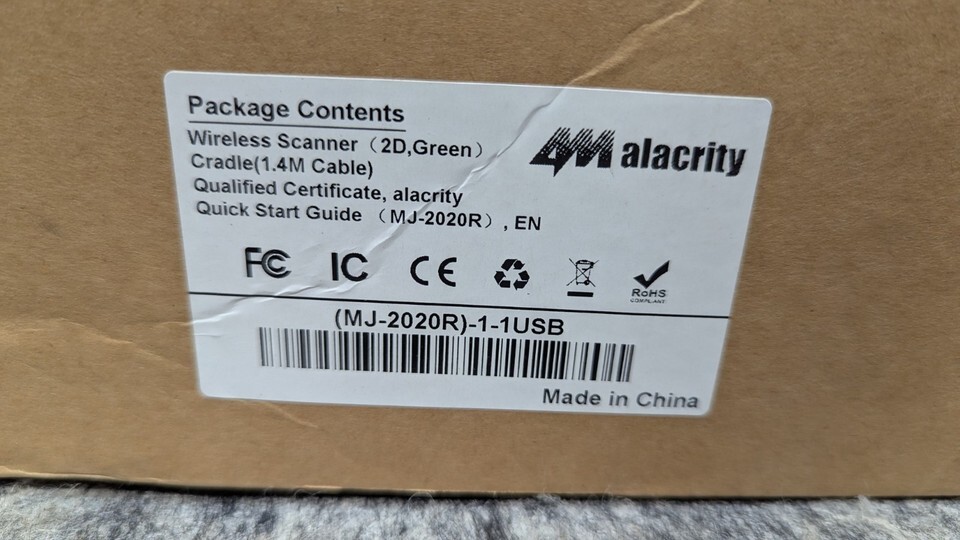 Package Contents
alacrity
Wireless Scanner（2D,Green）
Cradle(1.4M Cable)
Qualified Certificate, alacrity
Quick Start Guide （MJ-2020R）, EN
FC IC CE
RoHS
COMPLIANT
(MJ-2020R)-1-1USB
Made in China